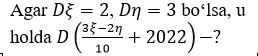 Agar Dξ = 2, Dη = 3 bo‘lsa, u
holda D (3ξ−2η/10 + 2022) −?